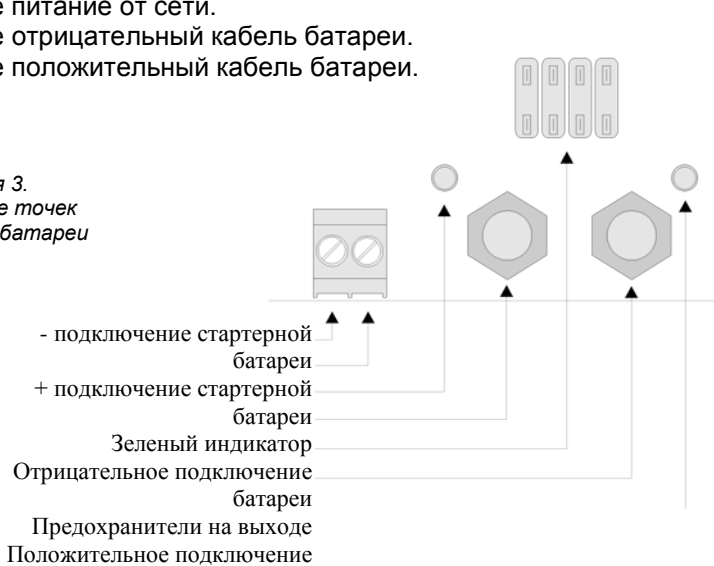 е питание от сети.
е отрицательный кабель батареи.
е положительный кабель батареи.
я 3.
е точек
батареи
- подключение стартерной
батареи
+ подключение стартерной
батареи
Зеленый индикатор
Отрицательное подключение
батареи
Предохранители на выходе
Положительное подключение